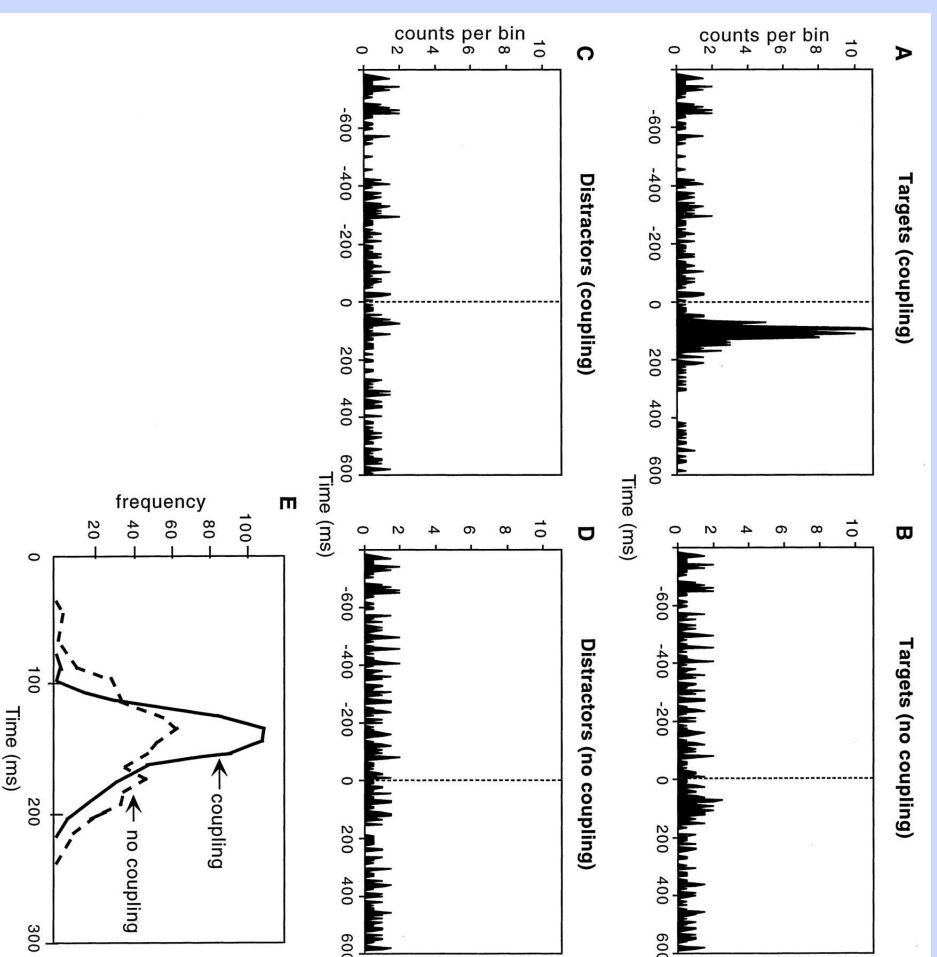 A
Targets (coupling)
counts per bin
10
8
6
4
2
0
-600 -400 -200 0 200 400 600
Time (ms)
B
Targets (no coupling)
10
8
6
4
2
0
-600 -400 -200 0 200 400 600
C
Distractors (coupling)
counts per bin
10
8
6
4
2
0
-600 -400 -200 0 200 400 600
Time (ms)
D
Distractors (no coupling)
10
8
6
4
2
0
-600 -400 -200 0 200 400 600
E
frequency
100
80
60
40
20
coupling
no coupling
0 100 200 300
Time (ms)